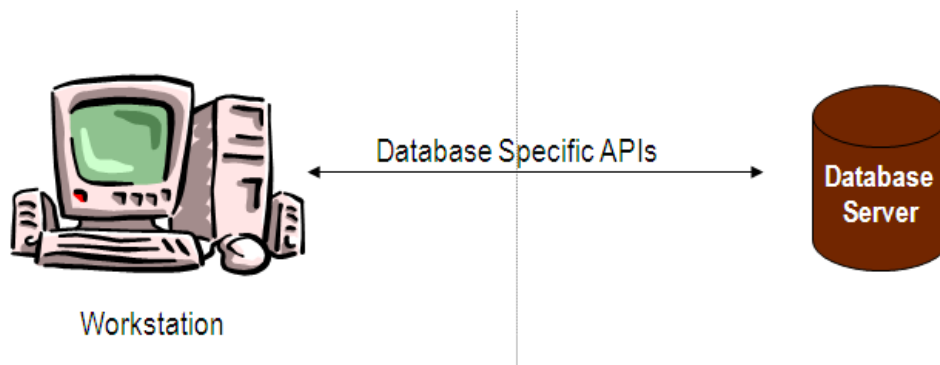 Database Specific APIs
Database
Server
Workstation